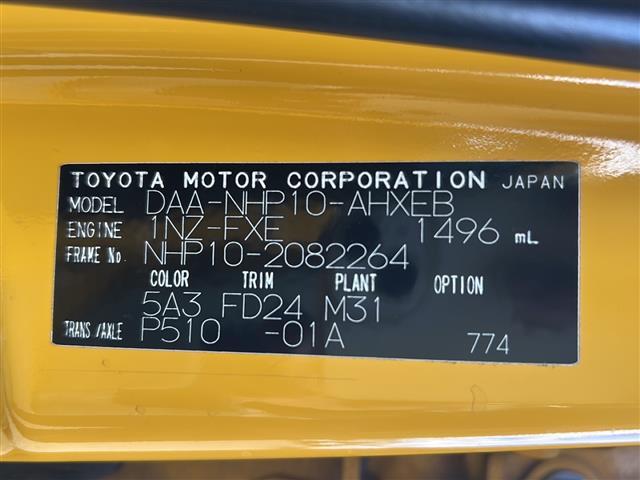 TOYOTA MOTOR CORPORATION JAPAN
MODEL DAA-NHP10-AHXEB
ENGINE 1NZ-FXE 1496 mL
FRAME No. NHP10-2082264
COLOR TRIM PLANT OPTION
5A3 FD24 M31
TRANS/AXLE P510 -01A 774